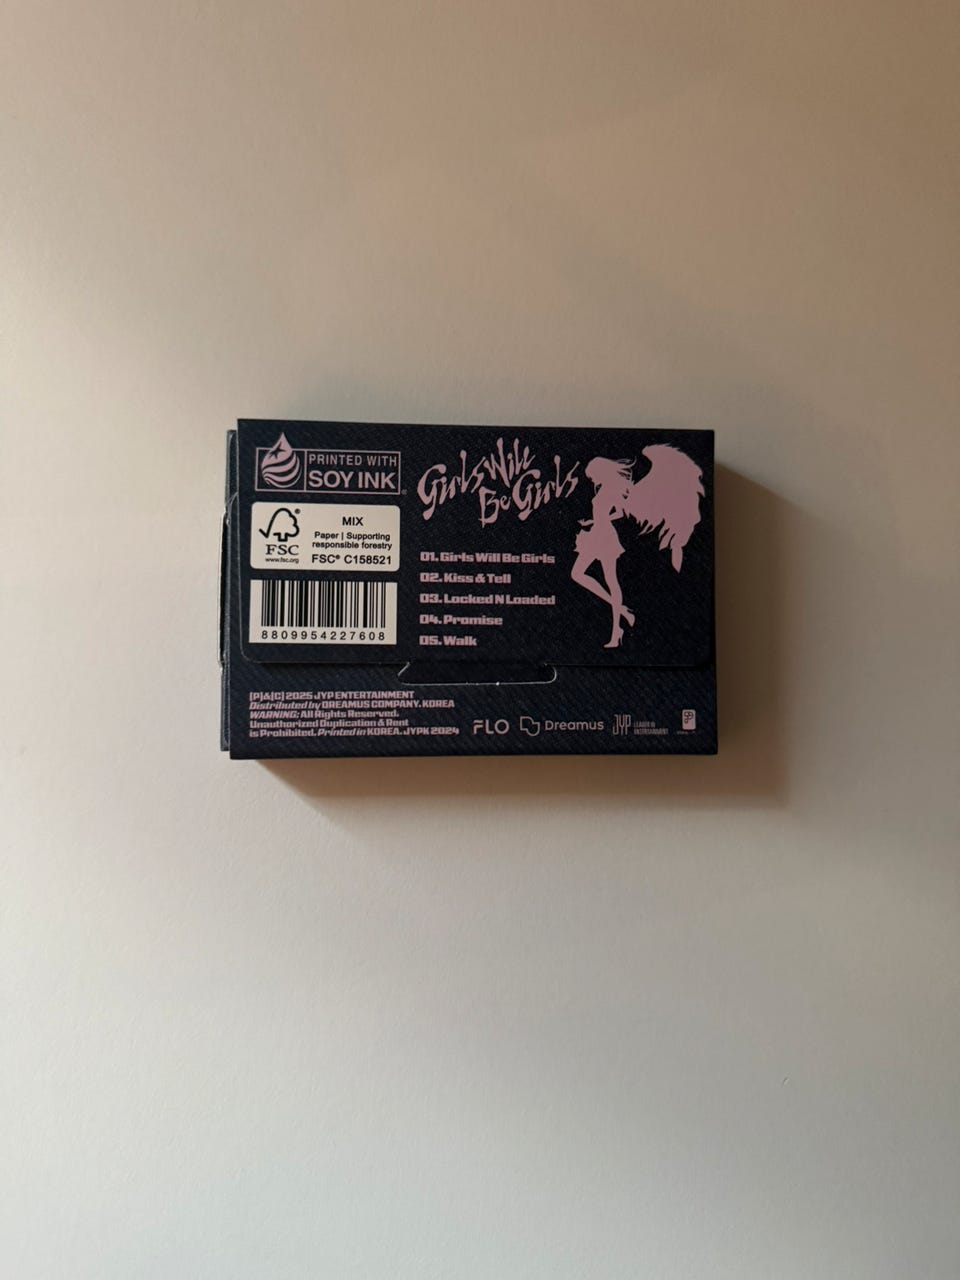 PRINTED WITH
SOY INK
®
FSC
www.fsc.org
MIX
Paper | Supporting
responsible forestry
FSC® C158521
8809954227608
Girls Will
Be Girls
01. Girls Will Be Girls
02. Kiss & Tell
03. Locked N Loaded
04. Promise
05. Walk
(P)&(C) 2025 JYP ENTERTAINMENT
Distributed by DREAMUS COMPANY. KOREA
WARNING: All Rights Reserved.
Unauthorized Duplication & Rent
is Prohibited. Printed in KOREA. JYPK 2024
FLO
Dreamus
JYP
LEADER IN
ENTERTAINMENT